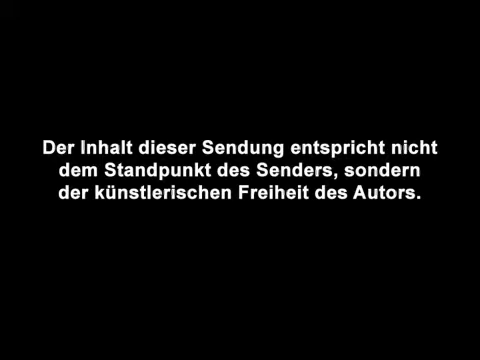 Der Inhalt dieser Sendung entspricht nicht
dem Standpunkt des Senders, sondern
der künstlerischen Freiheit des Autors.